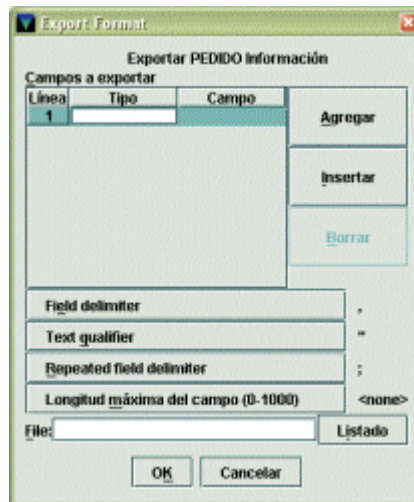 Export Format
Exportar PEDIDO Información
Campos a exportar
Línea Tipo Campo
1
Agregar
Insertar
Borrar
Field delimiter ,
Text qualifier "
Repeated field delimiter ;
Longitud máxima del campo (0-1000) <none>
File: Listado
OK Cancelar